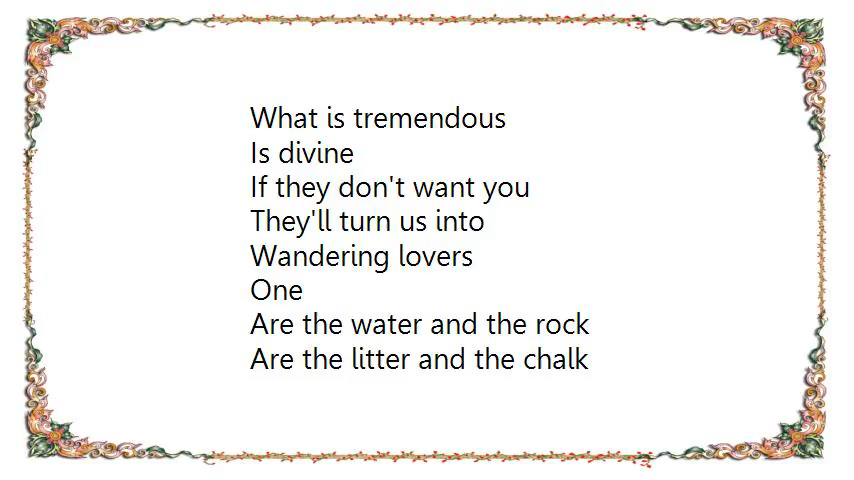 What is tremendous
Is divine
If they don't want you
They'll turn us into
Wandering lovers
One
Are the water and the rock
Are the litter and the chalk